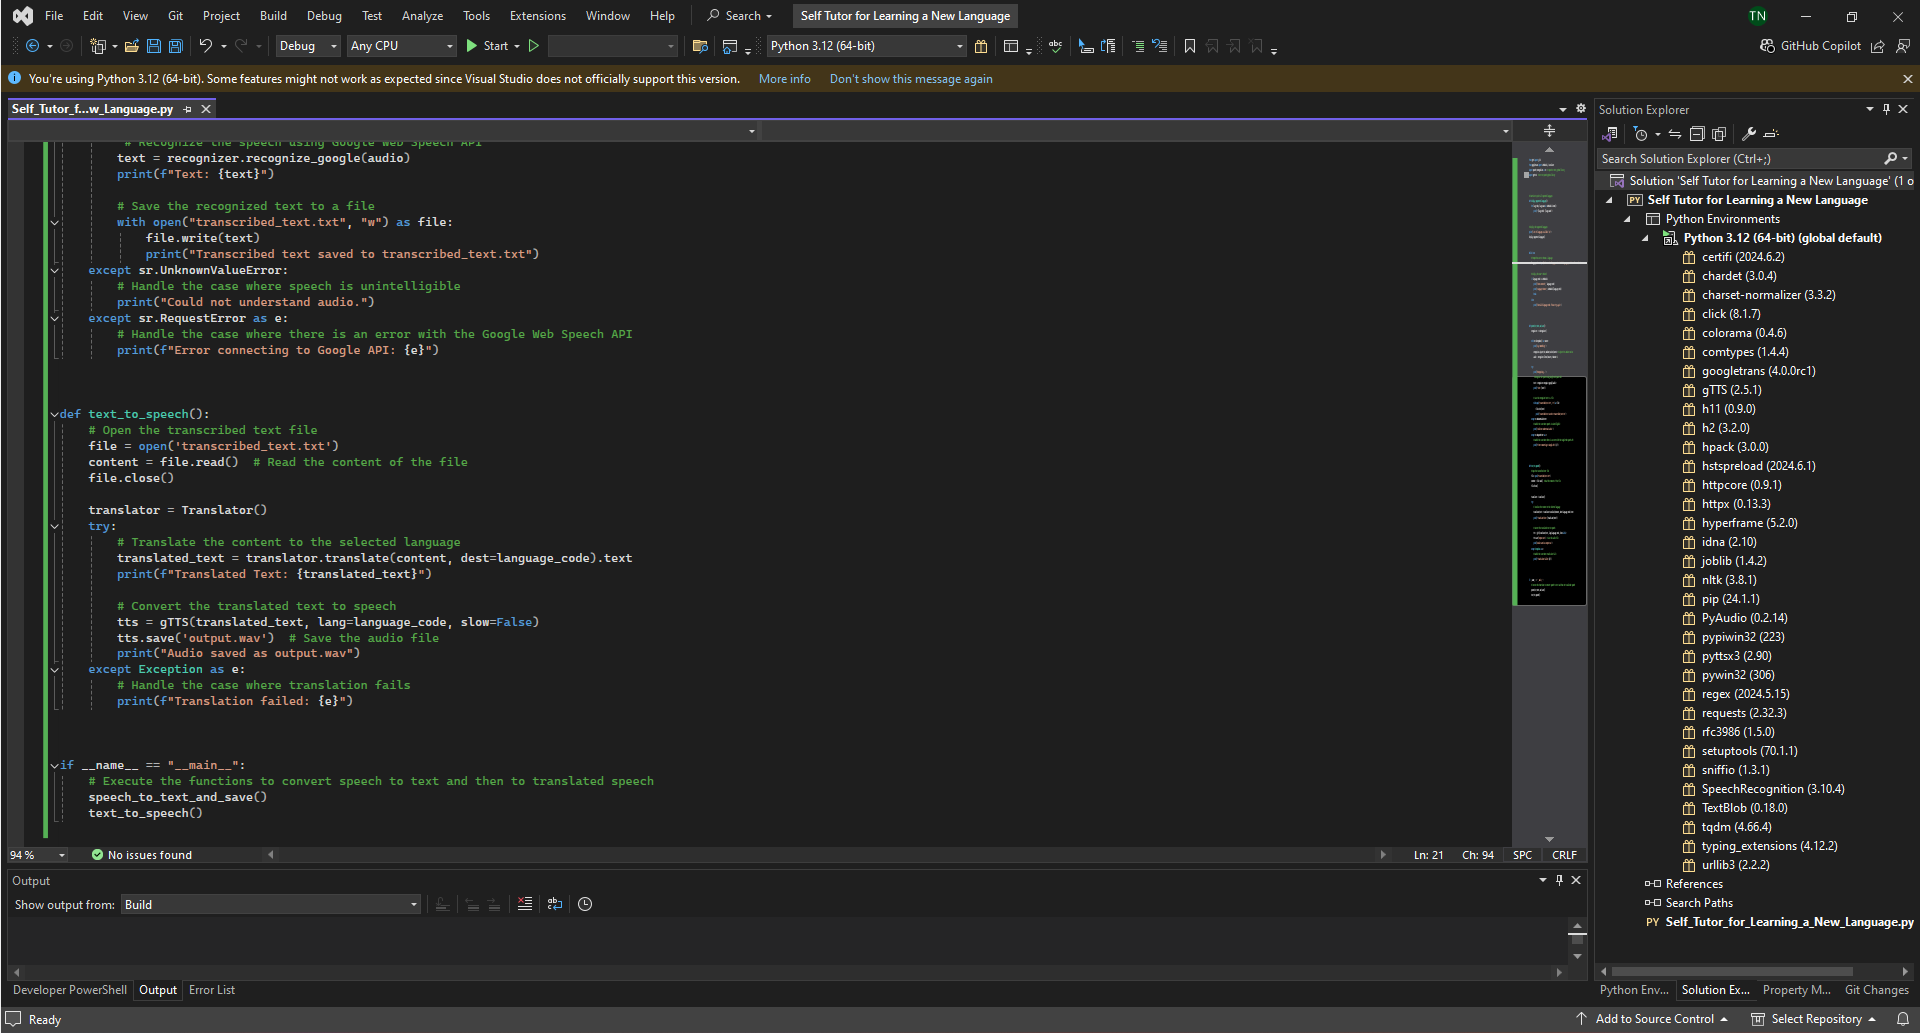 File Edit View Git Project Build Debug Test Analyze Tools Extensions Window Help Search Self Tutor for Learning a New Language TN
Debug Any CPU Start Python 3.12 (64-bit) GitHub Copilot
You're using Python 3.12 (64-bit). Some features might not work as expected since Visual Studio does not officially support this version. More info Don't show this message again
Self_Tutor_f...w_Language.py
# Recognize the speech using Google Web Speech API
text = recognizer.recognize_google(audio)
print(f"Text: {text}")
# Save the recognized text to a file
with open("transcribed_text.txt", "w") as file:
file.write(text)
print("Transcribed text saved to transcribed_text.txt")
except sr.UnknownValueError:
# Handle the case where speech is unintelligible
print("Could not understand audio.")
except sr.RequestError as e:
# Handle the case where there is an error with the Google Web Speech API
print(f"Error connecting to Google API: {e}")
def text_to_speech():
# Open the transcribed text file
file = open('transcribed_text.txt')
content = file.read()  # Read the content of the file
file.close()
translator = Translator()
try:
# Translate the content to the selected language
translated_text = translator.translate(content, dest=language_code).text
print(f"Translated Text: {translated_text}")
# Convert the translated text to speech
tts = gTTS(translated_text, lang=language_code, slow=False)
tts.save('output.wav')  # Save the audio file
print("Audio saved as output.wav")
except Exception as e:
# Handle the case where translation fails
print(f"Translation failed: {e}")
if __name__ == "__main__":
# Execute the functions to convert speech to text and then to translated speech
speech_to_text_and_save()
text_to_speech()
94 % No issues found Ln: 21 Ch: 94 SPC CRLF
Output
Show output from: Build
Developer PowerShell Output Error List
Solution Explorer
Search Solution Explorer (Ctrl+;)
Solution 'Self Tutor for Learning a New Language' (1 o
PY Self Tutor for Learning a New Language
Python Environments
Python 3.12 (64-bit) (global default)
certifi (2024.6.2)
chardet (3.0.4)
charset-normalizer (3.3.2)
click (8.1.7)
colorama (0.4.6)
comtypes (1.4.4)
googletrans (4.0.0rc1)
gTTS (2.5.1)
h11 (0.9.0)
h2 (3.2.0)
hpack (3.0.0)
hstspreload (2024.6.1)
httpcore (0.9.1)
httpx (0.13.3)
hyperframe (5.2.0)
idna (2.10)
joblib (1.4.2)
nltk (3.8.1)
pip (24.1.1)
PyAudio (0.2.14)
pypiwin32 (223)
pyttsx3 (2.90)
pywin32 (306)
regex (2024.5.15)
requests (2.32.3)
rfc3986 (1.5.0)
setuptools (70.1.1)
sniffio (1.3.1)
SpeechRecognition (3.10.4)
TextBlob (0.18.0)
tqdm (4.66.4)
typing_extensions (4.12.2)
urllib3 (2.2.2)
References
Search Paths
PY Self_Tutor_for_Learning_a_New_Language.py
Python Env... Solution Ex... Property M... Git Changes
Ready Add to Source Control Select Repository